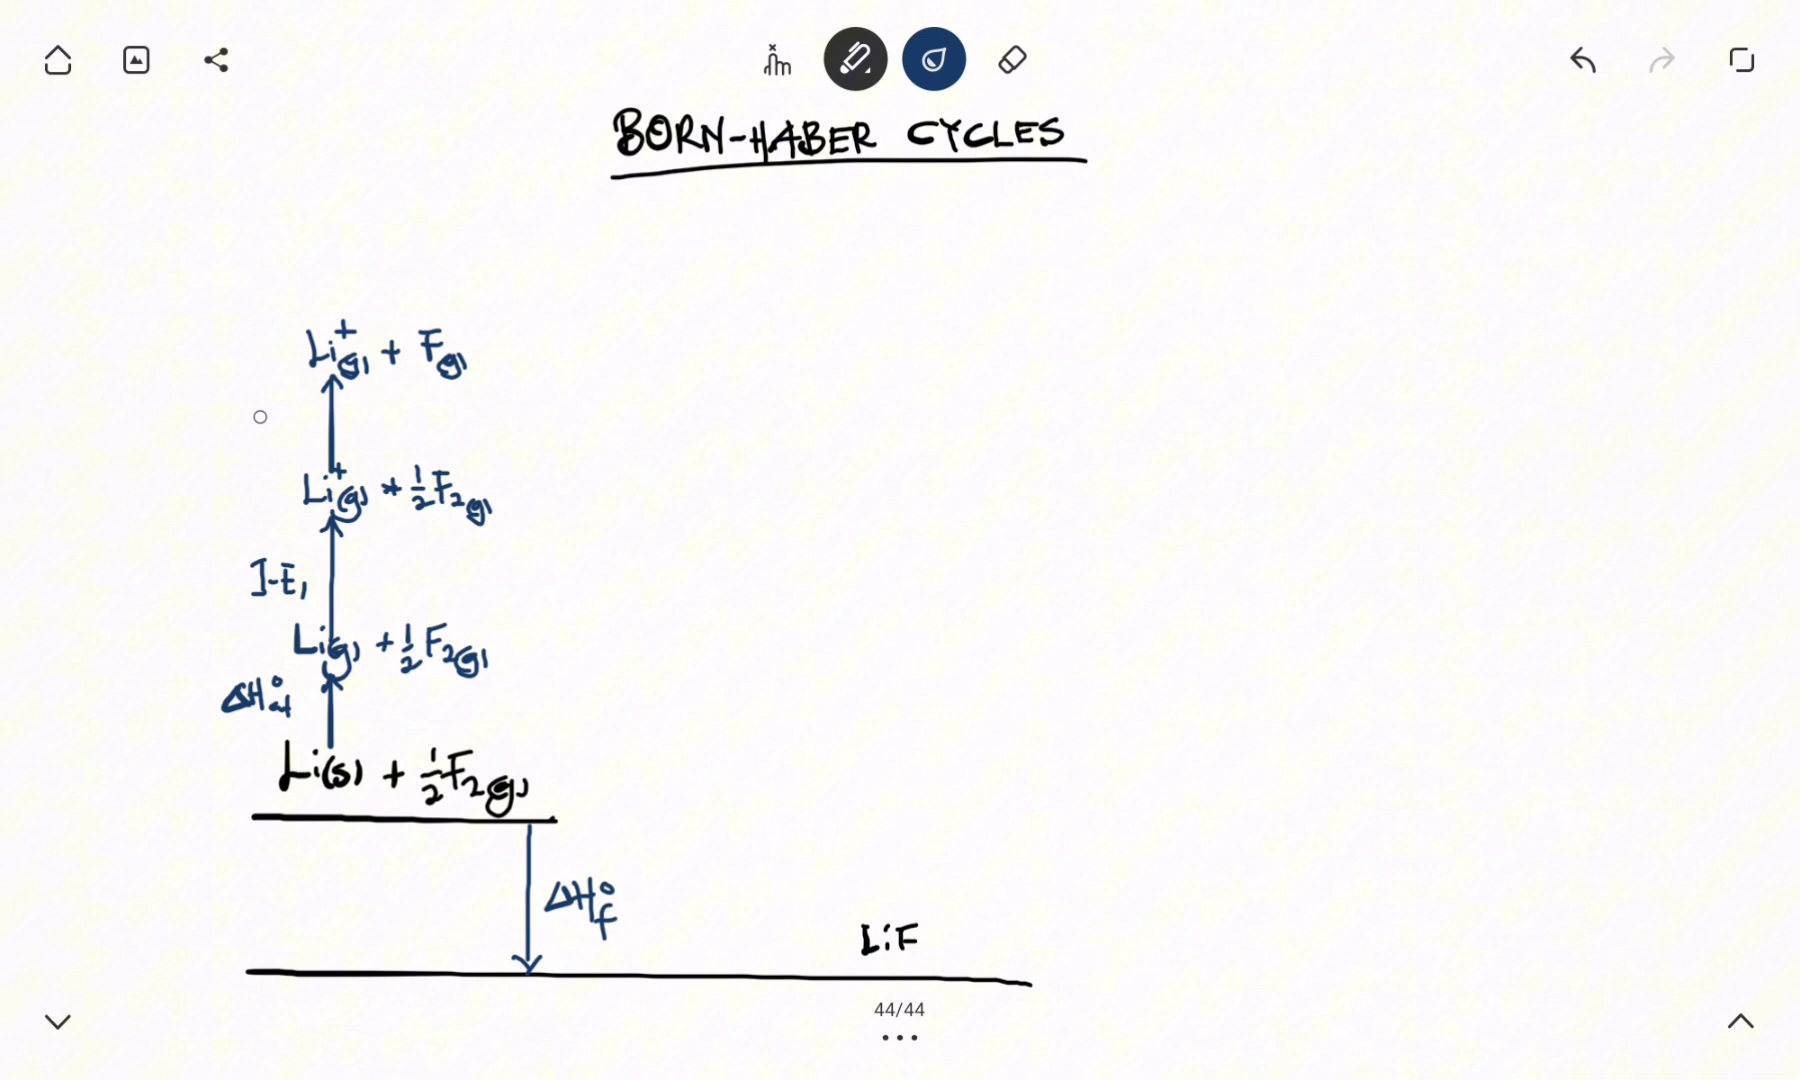 BORN-HABER CYCLES
Li⁺(g) + F(g)
Li⁺(g) + ½F₂(g)
I-E₁
Li(g) + ½F₂(g)
ΔH°at
Li(s) + ½F₂(g)
ΔH°f
LiF
44/44